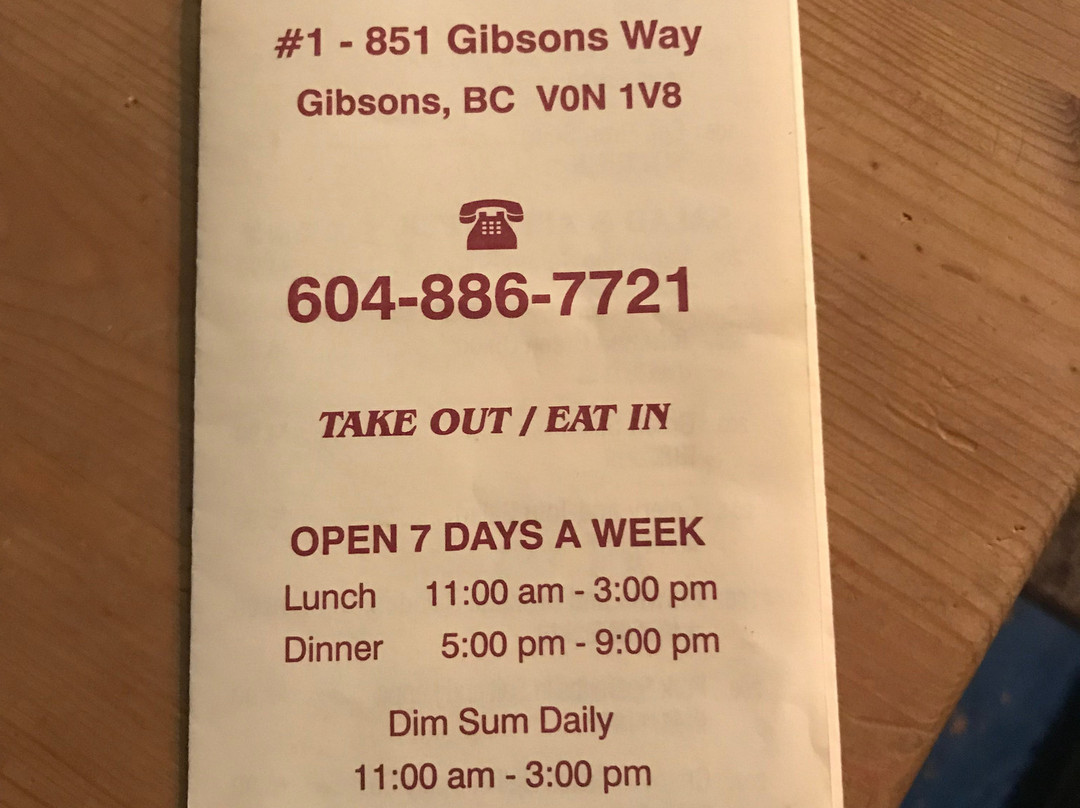 #1 - 851 Gibsons Way
Gibsons, BC V0N 1V8
604-886-7721
TAKE OUT / EAT IN
OPEN 7 DAYS A WEEK
Lunch 11:00 am - 3:00 pm
Dinner 5:00 pm - 9:00 pm
Dim Sum Daily
11:00 am - 3:00 pm